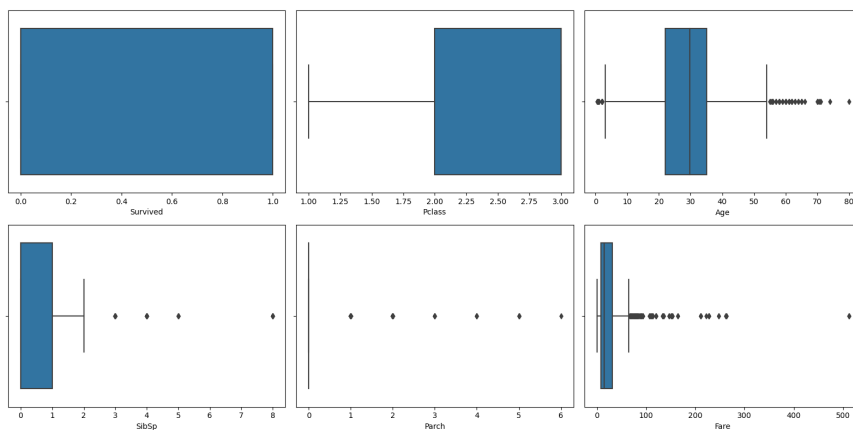 0.0 0.2 0.4 0.6 0.8 1.0
Survived
1.00 1.25 1.50 1.75 2.00 2.25 2.50 2.75 3.00
Pclass
0 10 20 30 40 50 60 70 80
Age
0 1 2 3 4 5 6 7 8
SibSp
0 1 2 3 4 5 6
Parch
0 100 200 300 400 500
Fare